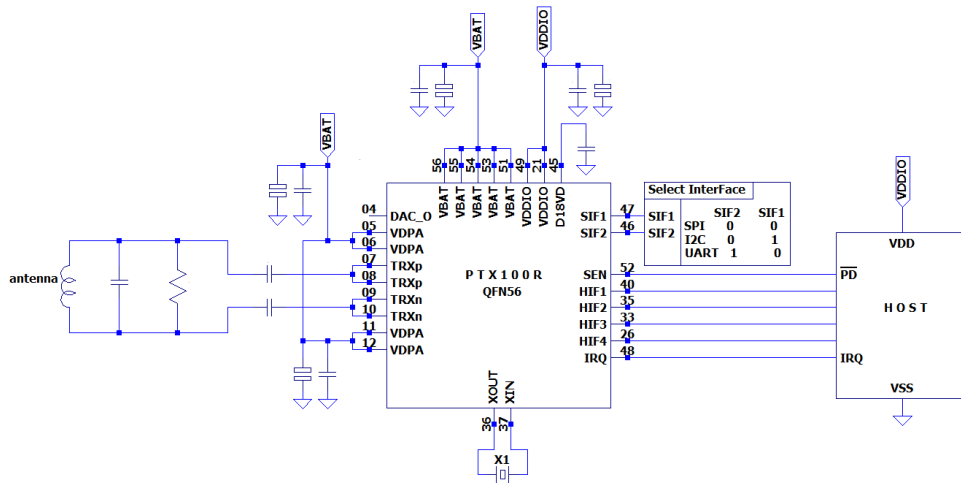 VBAT
VDDIO
VBAT
VDDIO
56 55 54 53 51 49 21 45
VBAT VBAT VBAT VBAT VBAT VDDIO VDDIO D18VD
Select InterFace
SIF2 SIF1
SPI 0 0
I2C 0 1
UART 1 0
04 DAC_O
05 VDPA
06 VDPA
07 TRXp
08 TRXp
09 TRXn
10 TRXn
11 VDPA
12 VDPA
antenna
PTX100R
QFN56
SIF1 47 SIF1
SIF2 46 SIF2
SEN 52 PD
HIF1 40
HIF2 35
HIF3 33
HIF4 26
IRQ 48 IRQ
VDD
HOST
VSS
XOUT XIN
36 37
X1